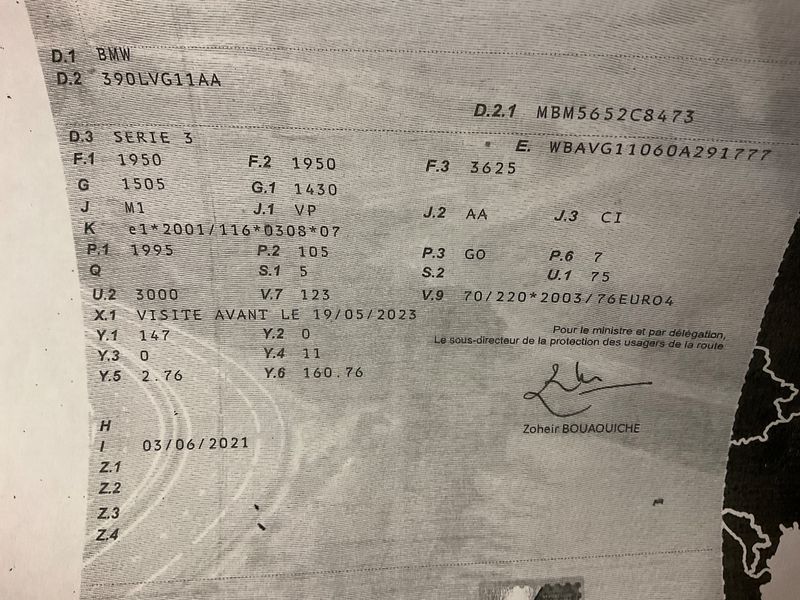 D.1 BMW
D.2 390LVG11AA
D.2.1 MBM5652C8473
D.3 SERIE 3
E. WBAVG11060A291777
F.1 1950 F.2 1950 F.3 3625
G 1505 G.1 1430
J M1 J.1 VP J.2 AA J.3 CI
K e1*2001/116*0308*07
P.1 1995 P.2 105 P.3 GO P.6 7
Q S.1 5 S.2 U.1 75
U.2 3000 V.7 123 V.9 70/220*2003/76EURO4
X.1 VISITE AVANT LE 19/05/2023
Y.1 147 Y.2 0
Y.3 0 Y.4 11
Y.5 2.76 Y.6 160.76
Pour le ministre et par délégation,
Le sous-directeur de la protection des usagers de la route
Zoheir BOUAOUICHE
H
I 03/06/2021
Z.1
Z.2
Z.3
Z.4